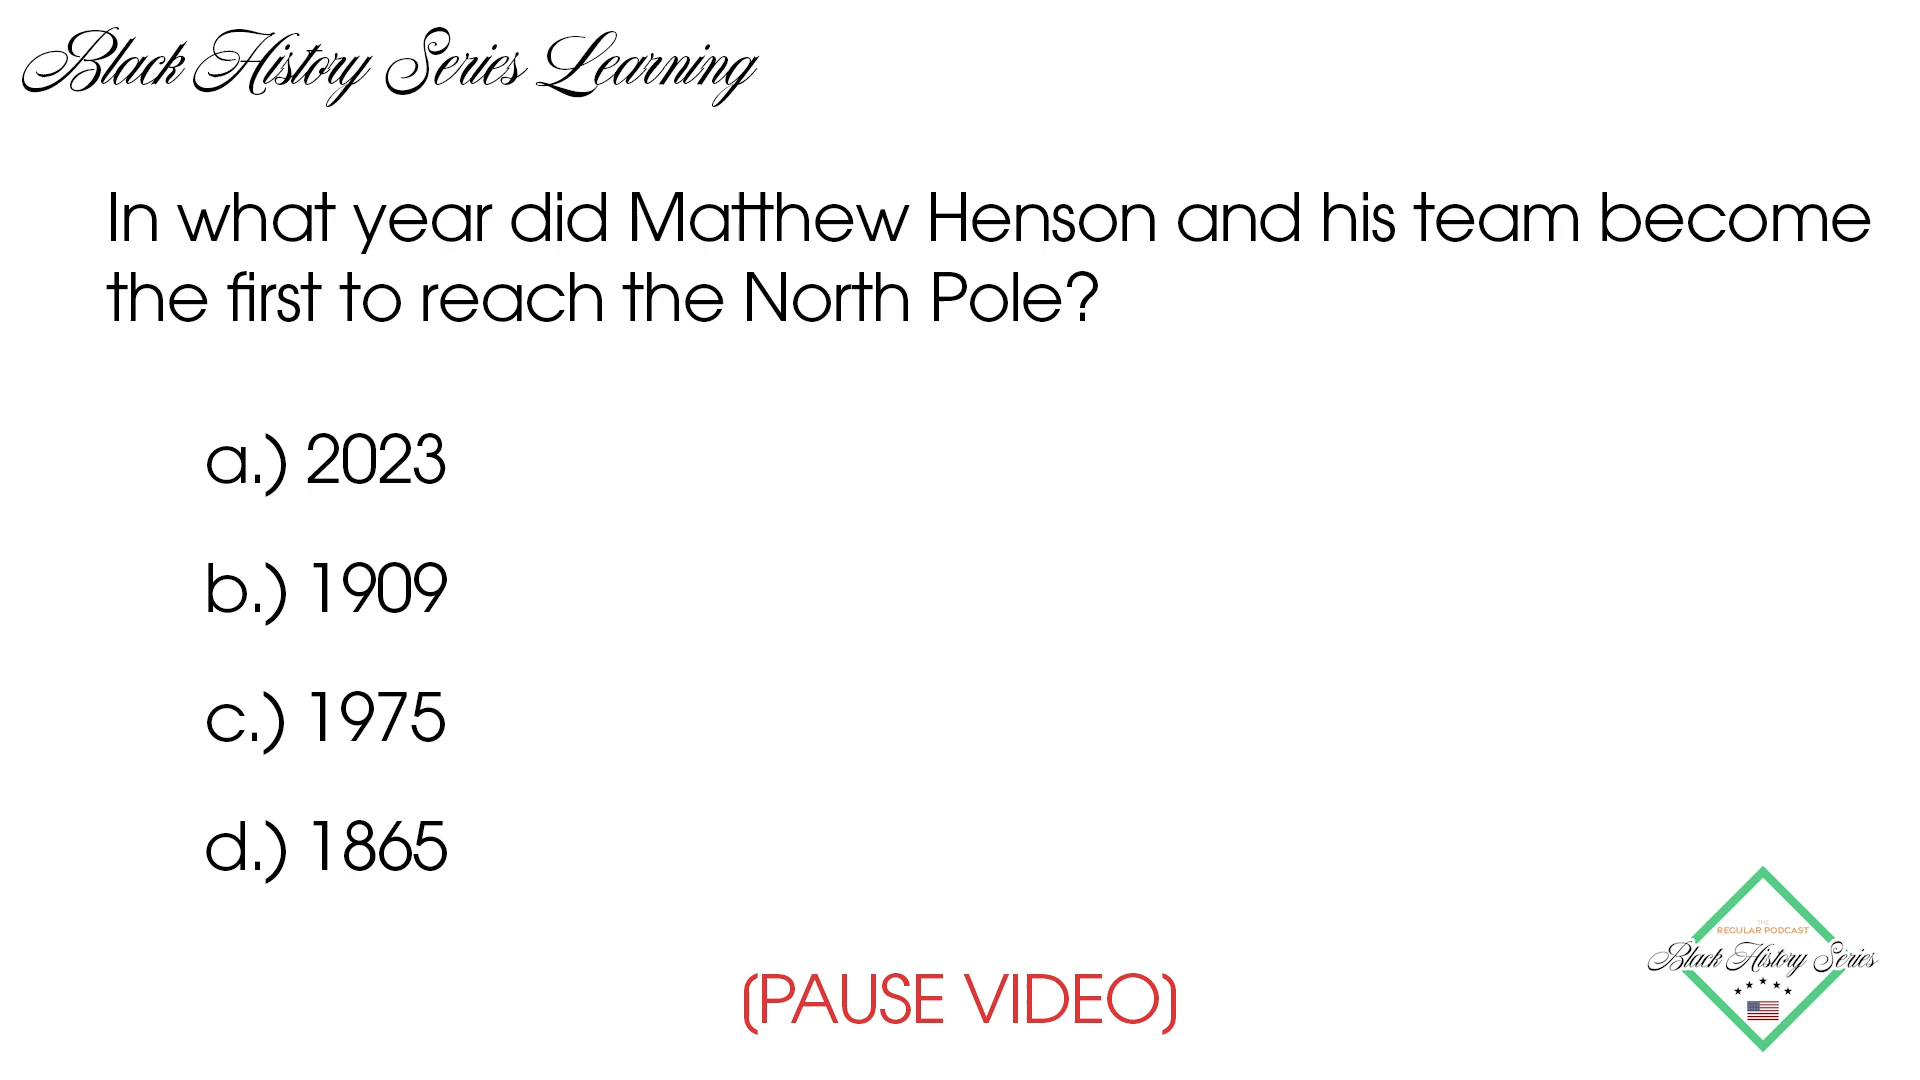 Black History Series Learning
In what year did Matthew Henson and his team become
the first to reach the North Pole?
a.) 2023
b.) 1909
c.) 1975
d.) 1865
(PAUSE VIDEO)
THE
REGULAR PODCAST
Black History Series